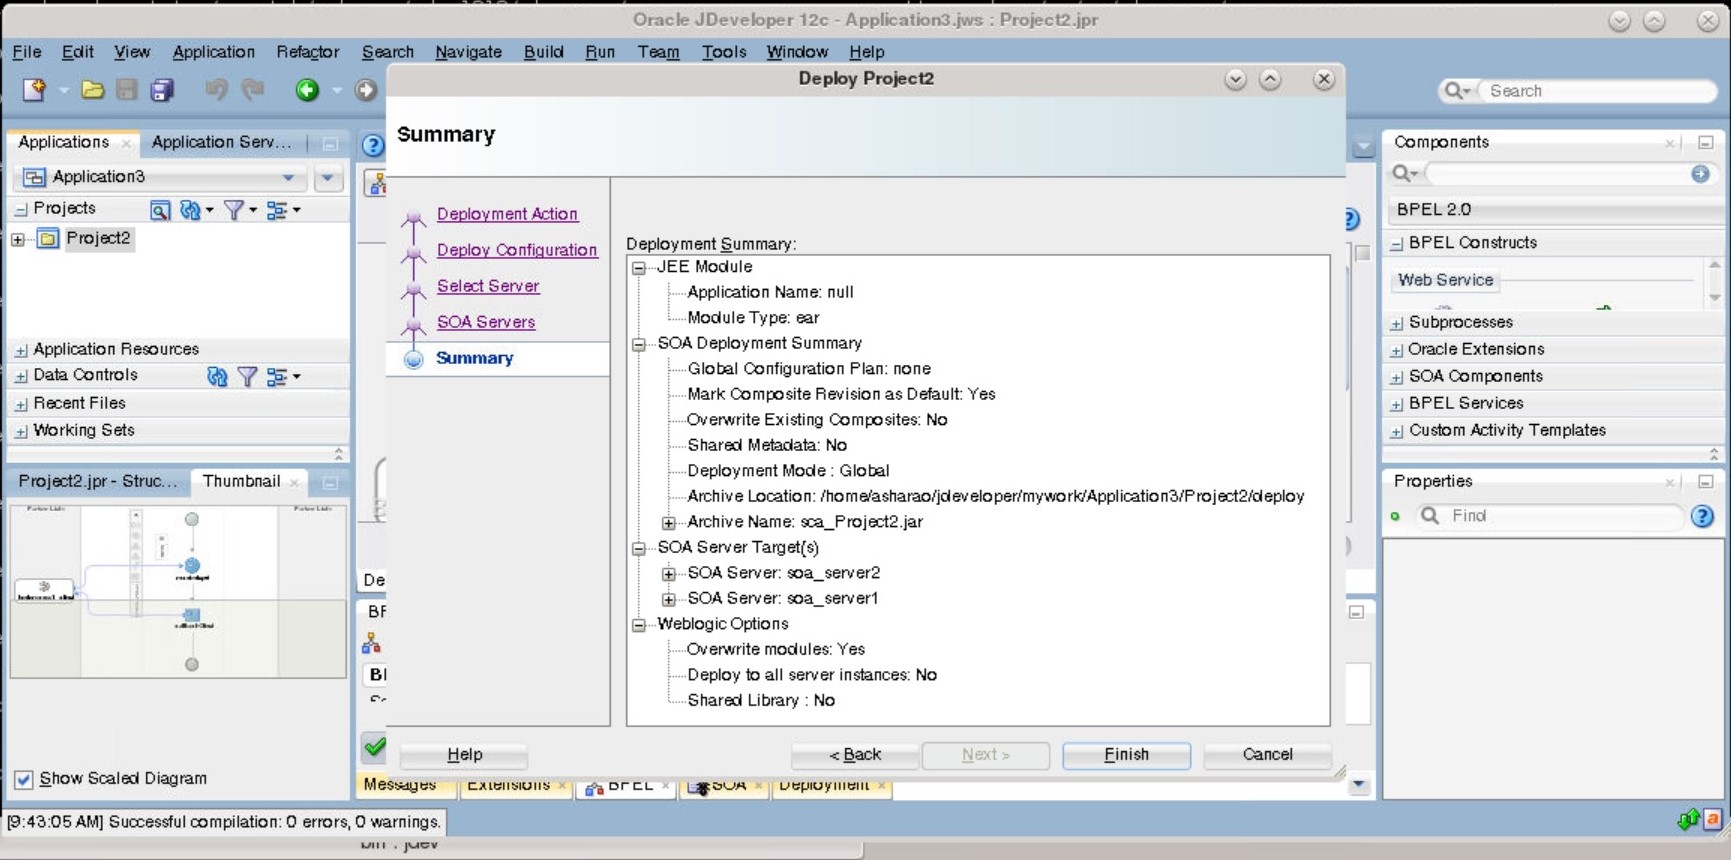 Oracle JDeveloper 12c - Application3.jws : Project2.jpr
File Edit View Application Refactor Search Navigate Build Run Team Tools Window Help
Search
Applications
Application Serv...
Application3
Projects
Project2
Application Resources
Data Controls
Recent Files
Working Sets
Project2.jpr - Struc...
Thumbnail
Show Scaled Diagram
Deploy Project2
Summary
Deployment Action
Deploy Configuration
Select Server
SOA Servers
Summary
Deployment Summary:
JEE Module
Application Name: null
Module Type: ear
SOA Deployment Summary
Global Configuration Plan: none
Mark Composite Revision as Default: Yes
Overwrite Existing Composites: No
Shared Metadata: No
Deployment Mode : Global
Archive Location: /home/asharao/jdeveloper/mywork/Application3/Project2/deploy
Archive Name: sca_Project2.jar
SOA Server Target(s)
SOA Server: soa_server2
SOA Server: soa_server1
Weblogic Options
Overwrite modules: Yes
Deploy to all server instances: No
Shared Library : No
Help
< Back
Next >
Finish
Cancel
De
BP
Messages
Extensions
BPEL
SOA
Deployment
Components
BPEL 2.0
BPEL Constructs
Web Service
Subprocesses
Oracle Extensions
SOA Components
BPEL Services
Custom Activity Templates
Properties
Find
[9:43:05 AM] Successful compilation: 0 errors, 0 warnings.
bin : jdev